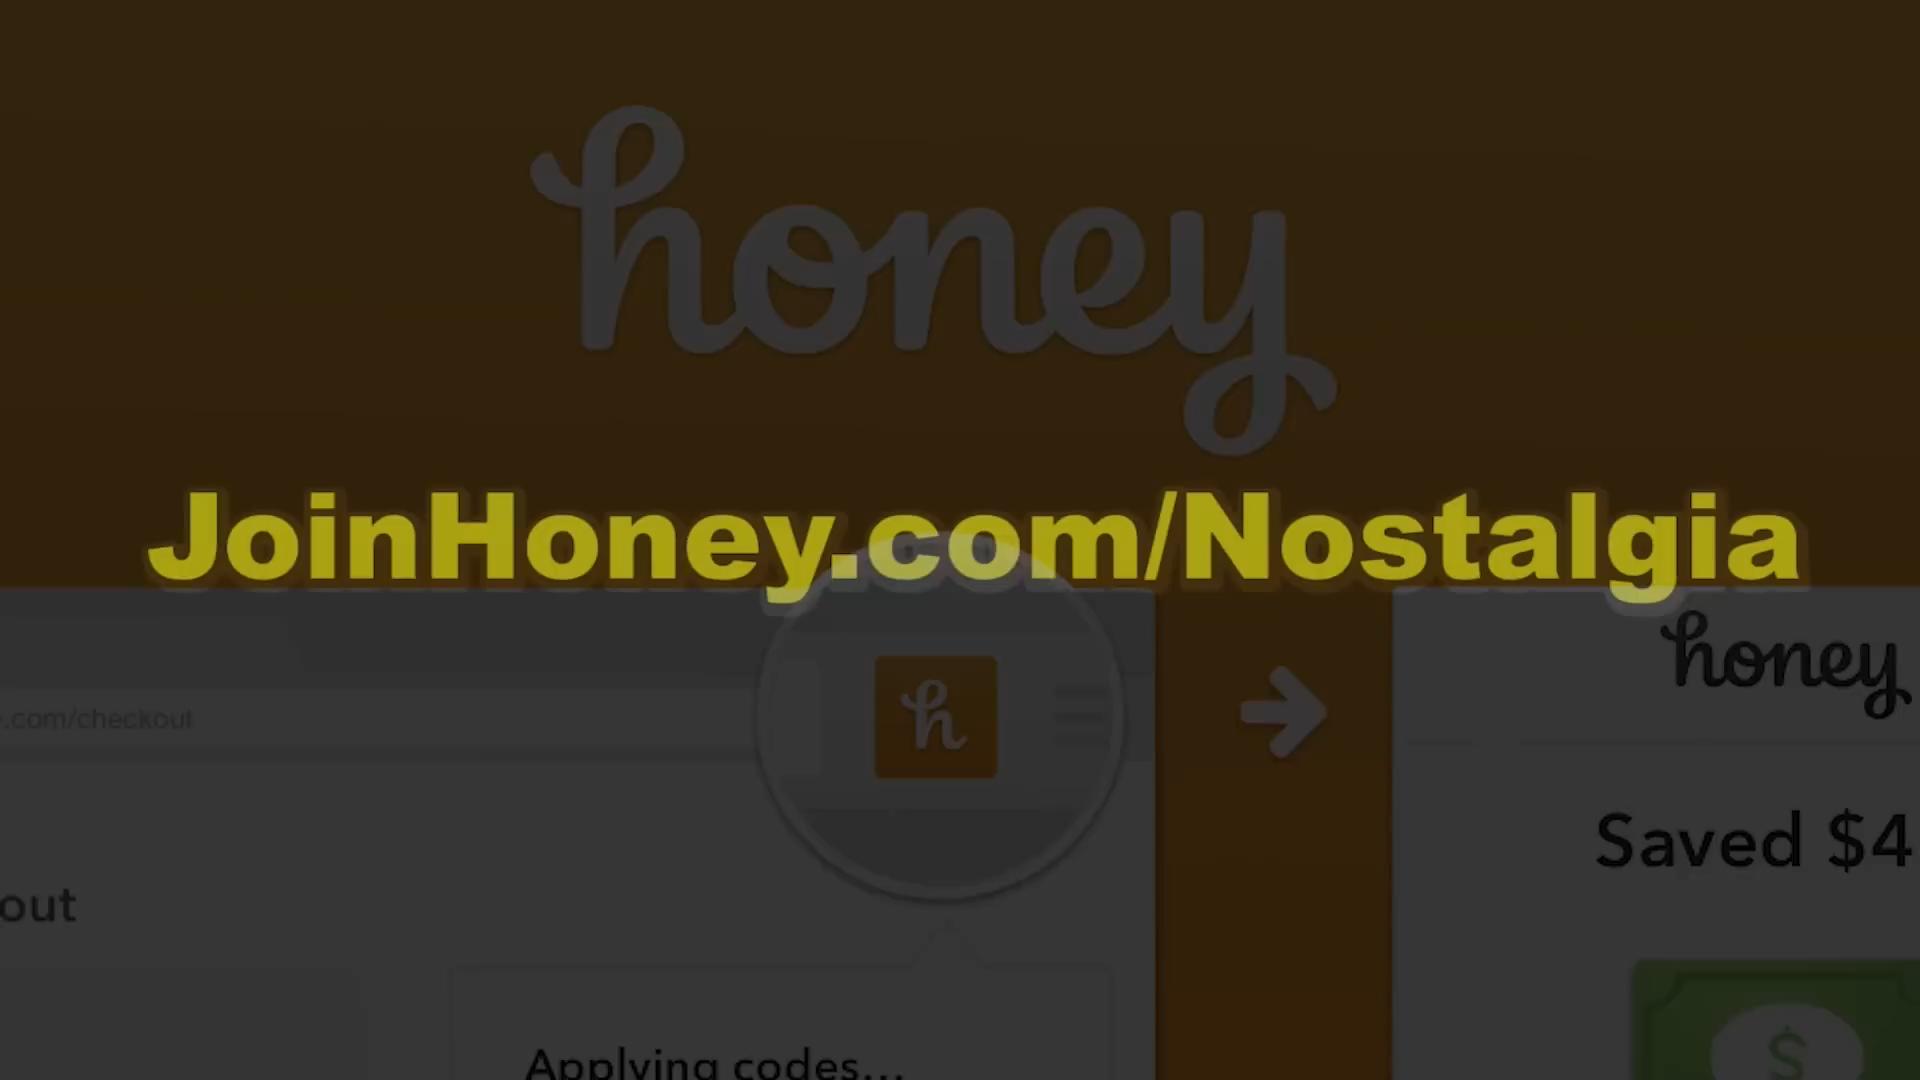 honey
JoinHoney.com/Nostalgia
honey
.com/checkout
h
Saved $4
out
$
Applying codes...